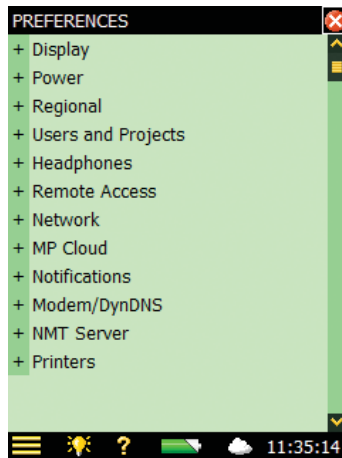 PREFERENCES
+ Display
+ Power
+ Regional
+ Users and Projects
+ Headphones
+ Remote Access
+ Network
+ MP Cloud
+ Notifications
+ Modem/DynDNS
+ NMT Server
+ Printers
? 11:35:14